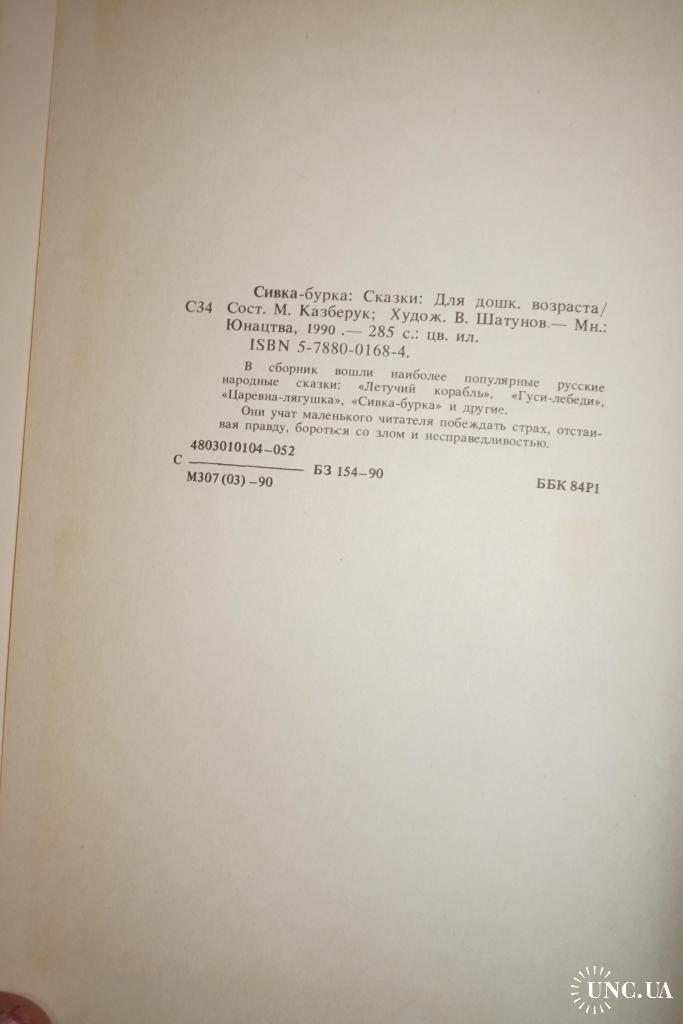 Сивка-бурка: Сказки: Для дошк. возраста/
С34 Сост. М. Казберук; Худож. В. Шатунов.— Мн.:
Юнацтва, 1990 .— 285 с.: цв. ил.
ISBN 5-7880-0168-4.
В сборник вошли наиболее популярные русские
народные сказки: «Летучий корабль», «Гуси-лебеди»,
«Царевна-лягушка», «Сивка-бурка» и другие.
Они учат маленького читателя побеждать страх, отстаи-
вая правду, бороться со злом и несправедливостью.
4803010104-052
С
БЗ 154-90
М307(03)-90
ББК 84Р1
UNC.UA